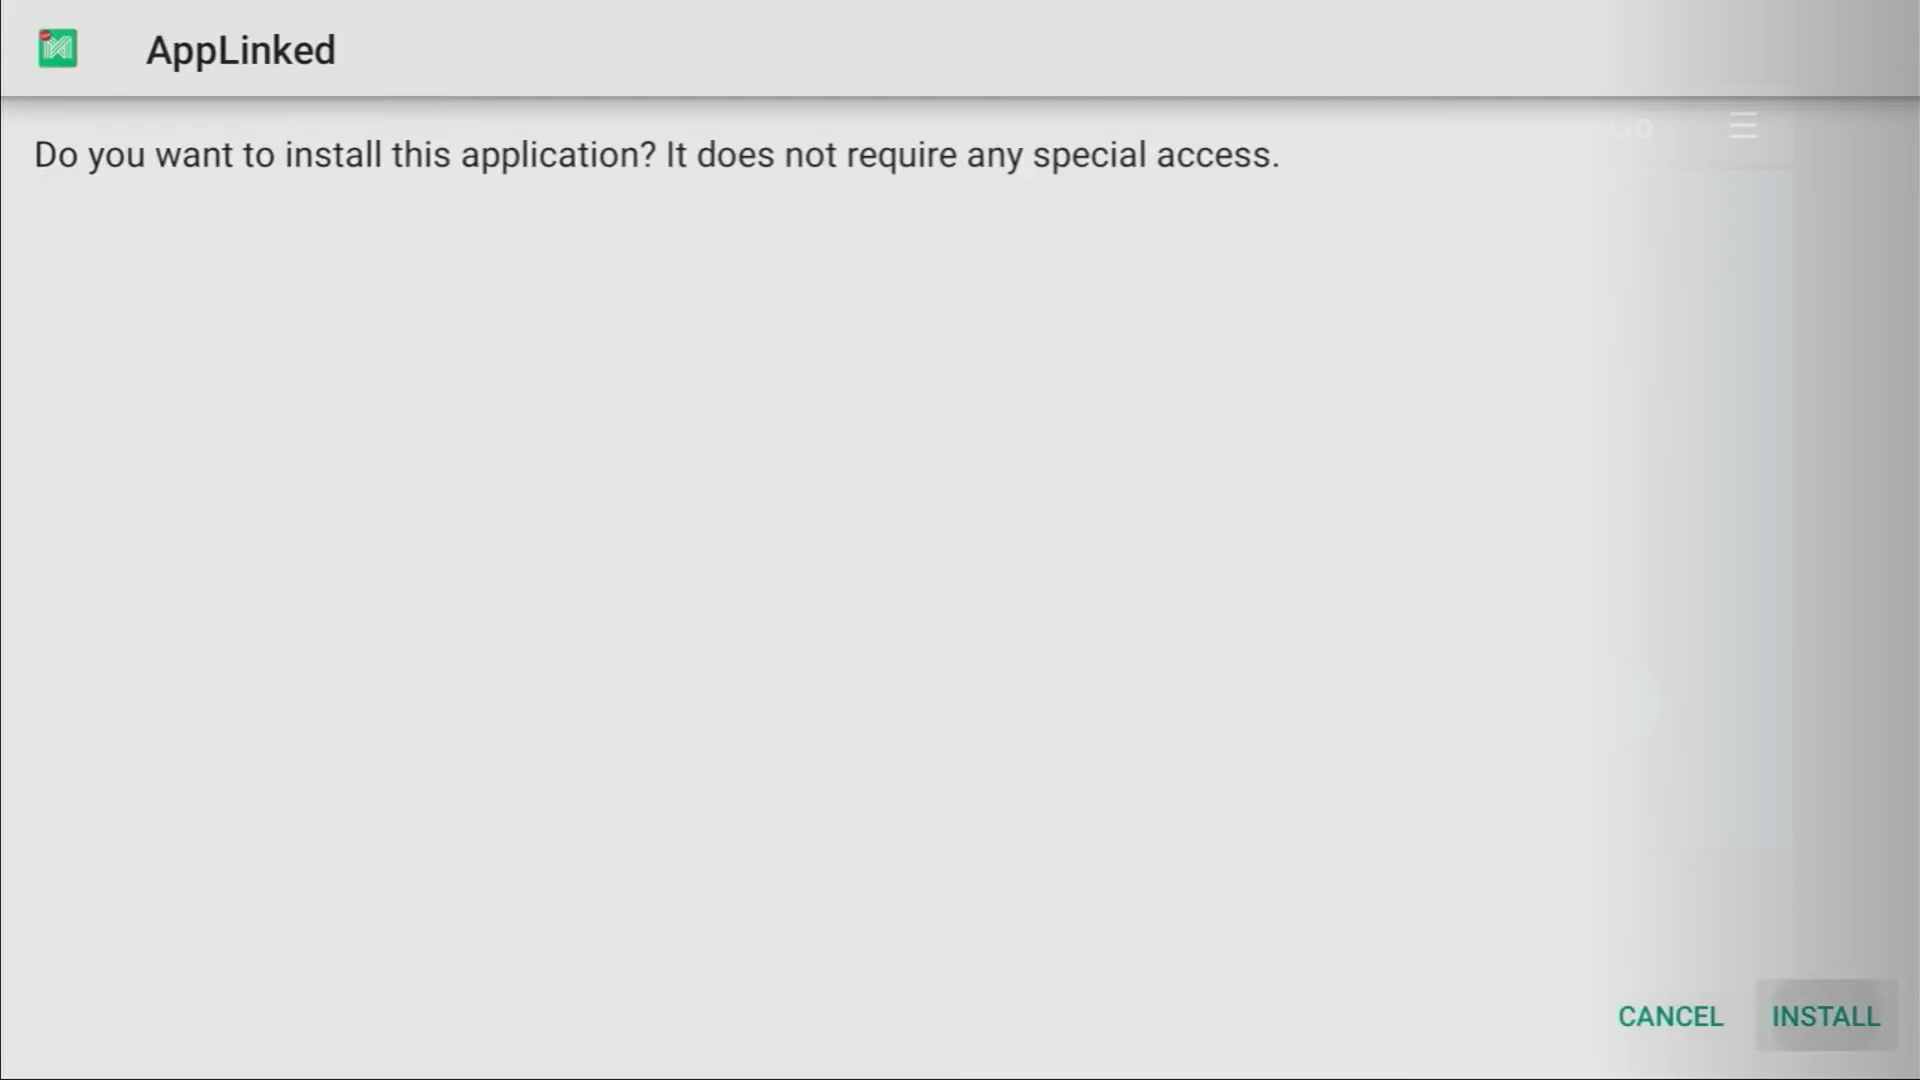 AppLinked
Do you want to install this application? It does not require any special access.
CANCEL INSTALL